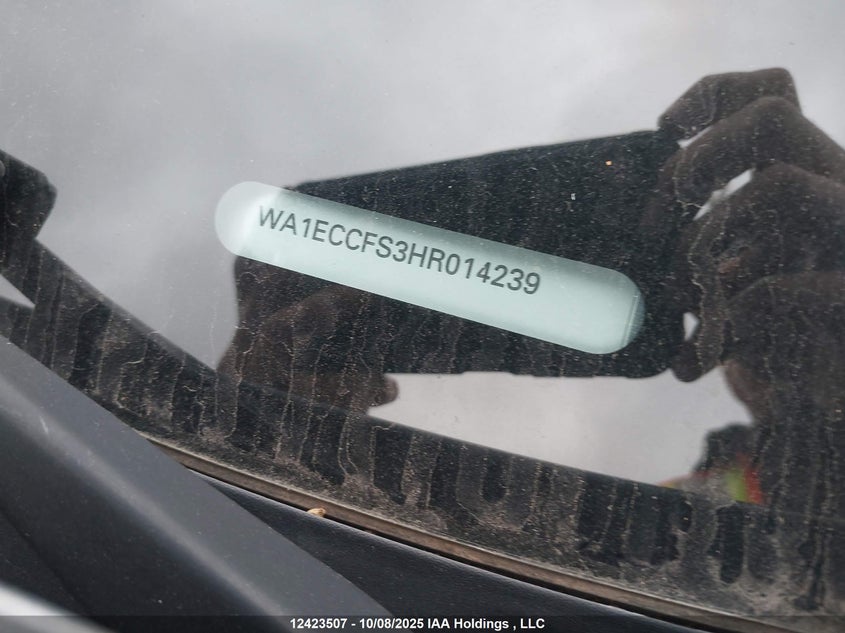 WA1ECCFS3HR014239
12423507 - 10/08/2025 IAA Holdings , LLC